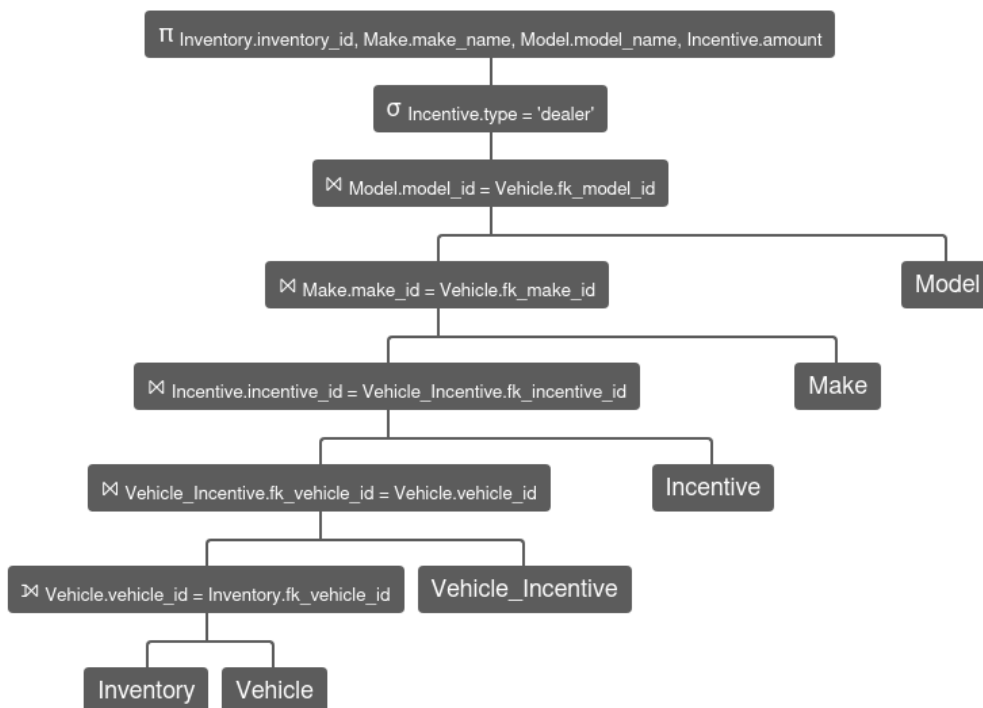 π Inventory.inventory_id, Make.make_name, Model.model_name, Incentive.amount
σ Incentive.type = 'dealer'
⋈ Model.model_id = Vehicle.fk_model_id
⋈ Make.make_id = Vehicle.fk_make_id
Model
⋈ Incentive.incentive_id = Vehicle_Incentive.fk_incentive_id
Make
⋈ Vehicle_Incentive.fk_vehicle_id = Vehicle.vehicle_id
Incentive
⟕ Vehicle.vehicle_id = Inventory.fk_vehicle_id
Vehicle_Incentive
Inventory
Vehicle